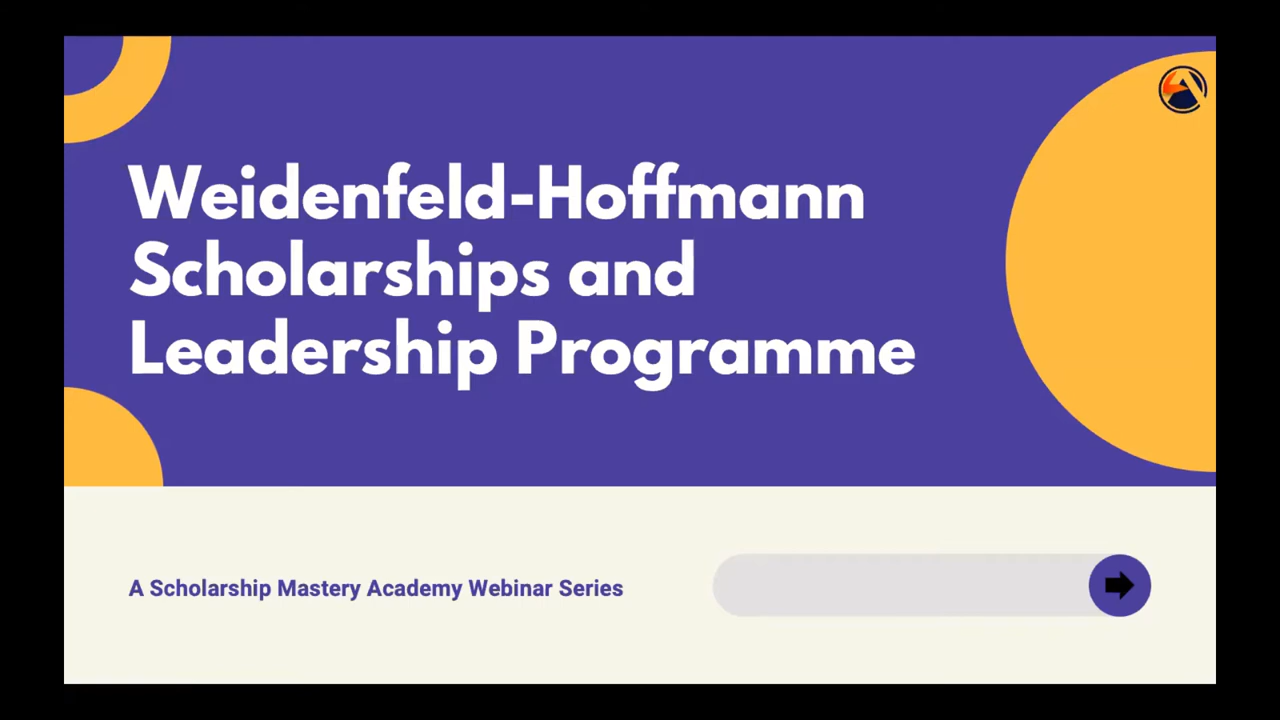 Weidenfeld-Hoffmann
Scholarships and
Leadership Programme
A Scholarship Mastery Academy Webinar Series